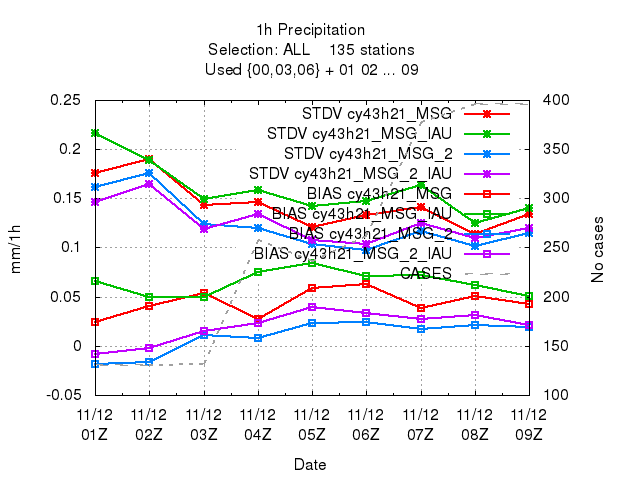 1h Precipitation
Selection: ALL    135 stations
Used {00,03,06} + 01 02 ... 09
STDV cy43h21_MSG
STDV cy43h21_MSG_IAU
STDV cy43h21_MSG_2
STDV cy43h21_MSG_2_IAU
BIAS cy43h21_MSG
BIAS cy43h21_MSG_IAU
BIAS cy43h21_MSG_2
BIAS cy43h21_MSG_2_IAU
CASES
0.25
0.2
0.15
0.1
0.05
0
-0.05
mm/1h
400
350
300
250
200
150
100
No cases
11/12 11/12 11/12 11/12 11/12 11/12 11/12 11/12 11/12
01Z 02Z 03Z 04Z 05Z 06Z 07Z 08Z 09Z
Date